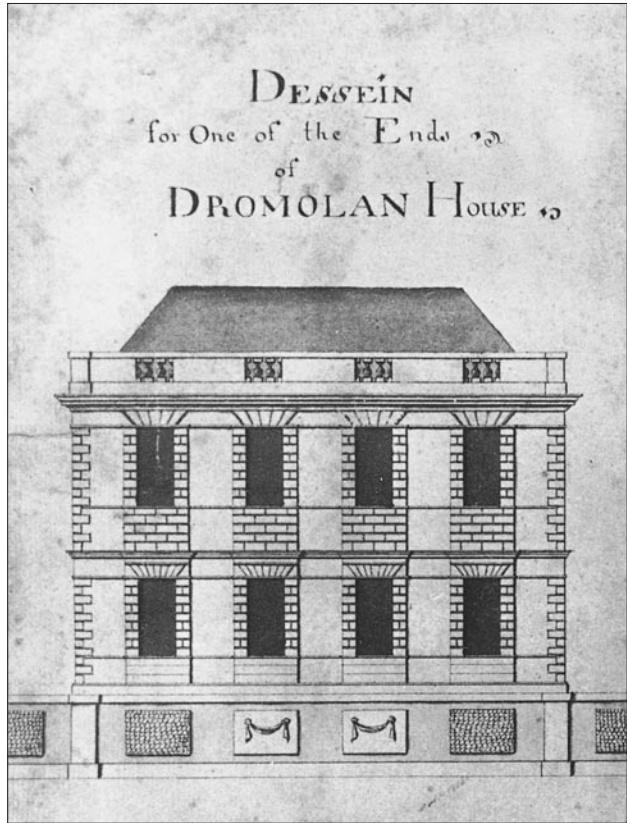 DESSEIN
for One of the Ends
of
DROMOLAN HOUSE